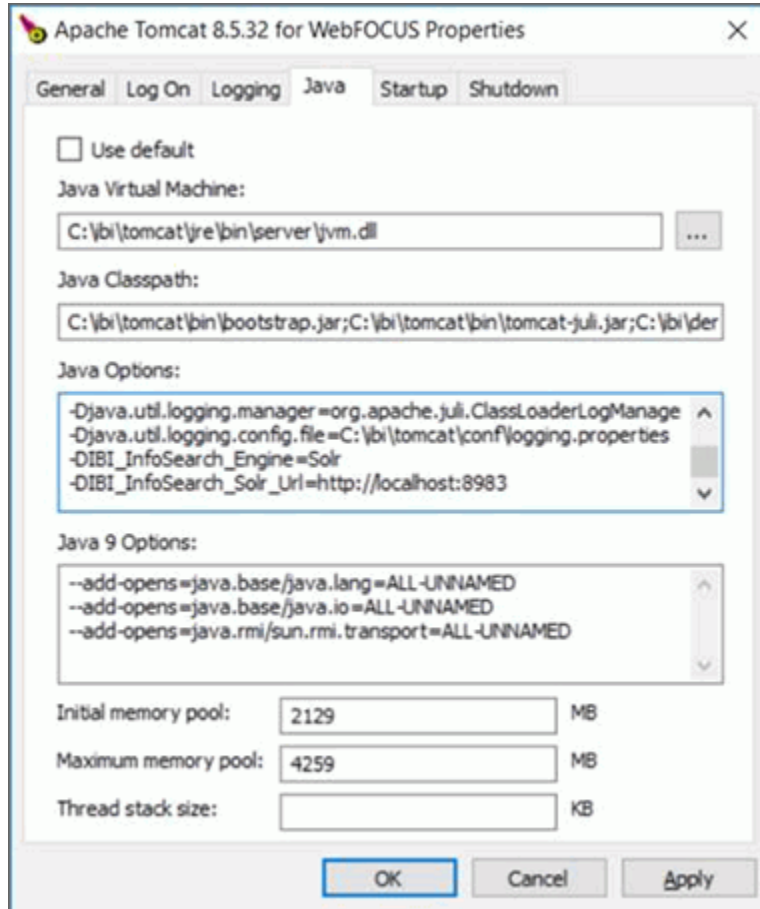 Apache Tomcat 8.5.32 for WebFOCUS Properties
General Log On Logging Java Startup Shutdown
Use default
Java Virtual Machine:
C:\bi\tomcat\jre\bin\server\jvm.dll
...
Java Classpath:
C:\bi\tomcat\bin\bootstrap.jar;C:\bi\tomcat\bin\tomcat-juli.jar;C:\bi\der
Java Options:
-Djava.util.logging.manager=org.apache.juli.ClassLoaderLogManage
-Djava.util.logging.config.file=C:\bi\tomcat\conf\logging.properties
-DIBI_InfoSearch_Engine=Solr
-DIBI_InfoSearch_Solr_Url=http://localhost:8983
Java 9 Options:
--add-opens=java.base/java.lang=ALL-UNNAMED
--add-opens=java.base/java.io=ALL-UNNAMED
--add-opens=java.rmi/sun.rmi.transport=ALL-UNNAMED
Initial memory pool: 2129 MB
Maximum memory pool: 4259 MB
Thread stack size: KB
OK Cancel Apply